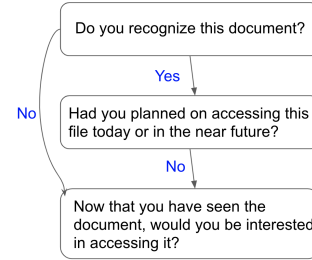 Do you recognize this document?
Yes
No
Had you planned on accessing this
file today or in the near future?
No
Now that you have seen the
document, would you be interested
in accessing it?